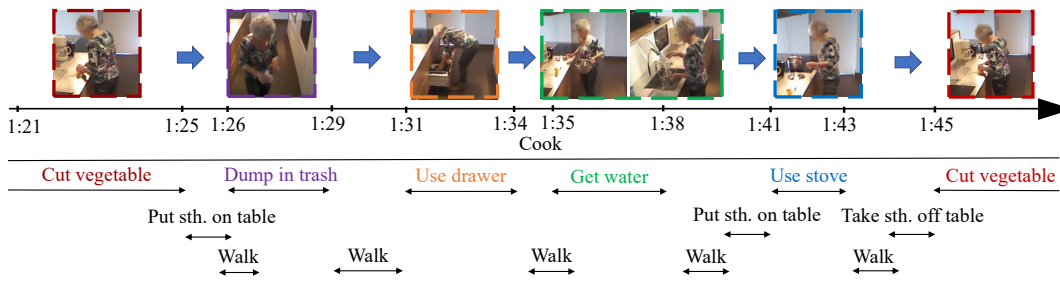 1:21 1:25 1:26 1:29 1:31 1:34 1:35 1:38 1:41 1:43 1:45
Cook
Cut vegetable Dump in trash Use drawer Get water Use stove Cut vegetable
Put sth. on table Put sth. on table Take sth. off table
Walk Walk Walk Walk Walk